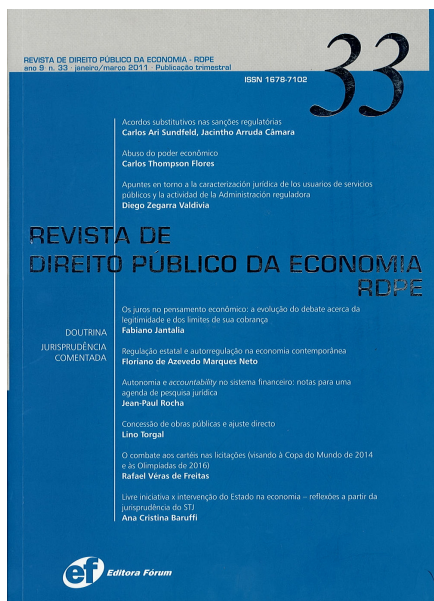 REVISTA DE DIREITO PÚBLICO DA ECONOMIA - RDPE
ano 9 · n. 33 · janeiro/março 2011 · Publicação trimestral
ISSN 1678-7102
33
Acordos substitutivos nas sanções regulatórias
Carlos Ari Sundfeld, Jacintho Arruda Câmara
Abuso do poder econômico
Carlos Thompson Flores
Apuntes en torno a la caracterización jurídica de los usuarios de servicios
públicos y la actividad de la Administración reguladora
Diego Zegarra Valdivia
REVISTA DE
DIREITO PÚBLICO DA ECONOMIA
RDPE
Os juros no pensamento econômico: a evolução do debate acerca da
legitimidade e dos limites de sua cobrança
Fabiano Jantalia
DOUTRINA
JURISPRUDÊNCIA
COMENTADA
Regulação estatal e autorregulação na economia contemporânea
Floriano de Azevedo Marques Neto
Autonomia e accountability no sistema financeiro: notas para uma
agenda de pesquisa jurídica
Jean-Paul Rocha
Concessão de obras públicas e ajuste directo
Lino Torgal
O combate aos cartéis nas licitações (visando à Copa do Mundo de 2014
e às Olimpíadas de 2016)
Rafael Véras de Freitas
Livre iniciativa x intervenção do Estado na economia – reflexões a partir da
jurisprudência do STJ
Ana Cristina Baruffi
ef Editora Fórum